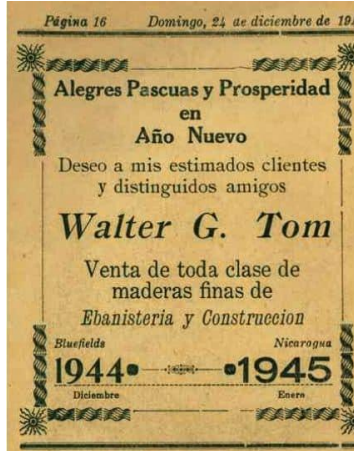 Página 16 Domingo, 24 de diciembre de
Alegres Pascuas y Prosperidad
en
Año Nuevo
Deseo a mis estimados clientes
y distinguidos amigos
Walter G. Tom
Venta de toda clase de
maderas finas de
Ebanisteria y Construccion
Bluefields Nicaragua
1944 1945
Diciembre Enero